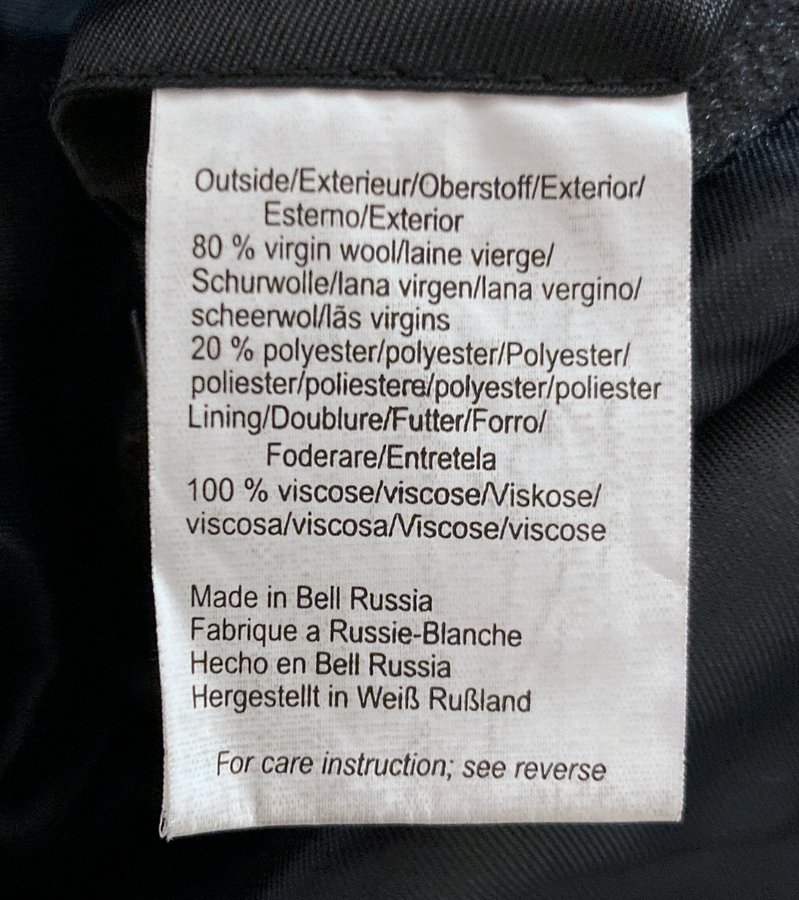 Outside/Exterieur/Oberstoff/Exterior/
Esterno/Exterior
80 % virgin wool/laine vierge/
Schurwolle/lana virgen/lana vergino/
scheerwol/lãs virgins
20 % polyester/polyester/Polyester/
poliester/poliestere/polyester/poliester
Lining/Doublure/Futter/Forro/
Foderare/Entretela
100 % viscose/viscose/Viskose/
viscosa/viscosa/Viscose/viscose
Made in Bell Russia
Fabrique a Russie-Blanche
Hecho en Bell Russia
Hergestellt in Weiß Rußland
For care instruction; see reverse